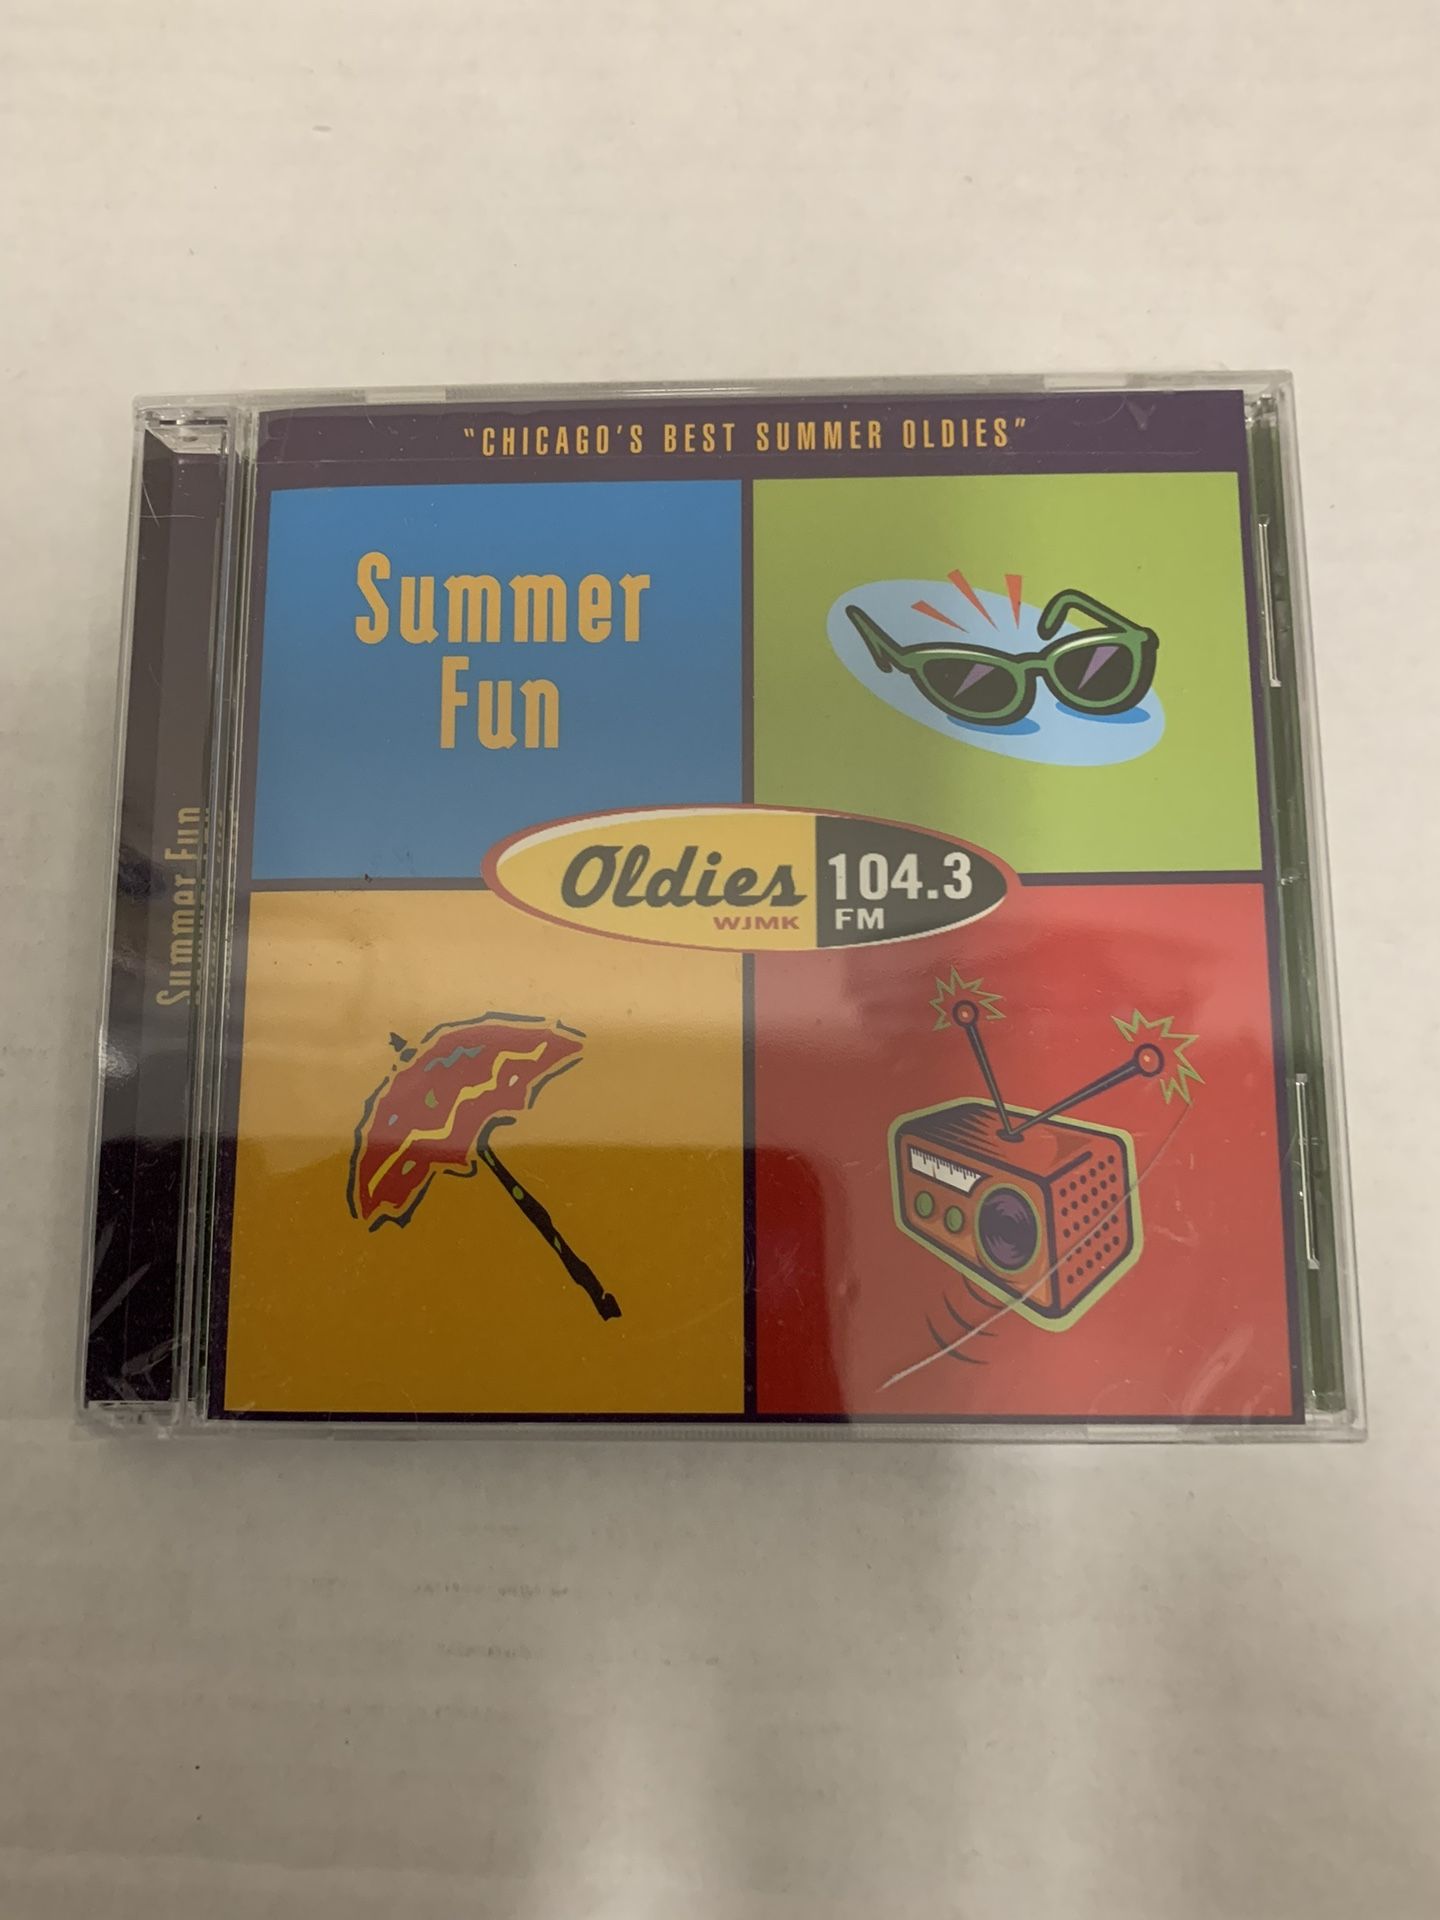 "CHICAGO'S BEST SUMMER OLDIES"
Summer
Fun
Oldies 104.3
WJMK FM
Summer Fun